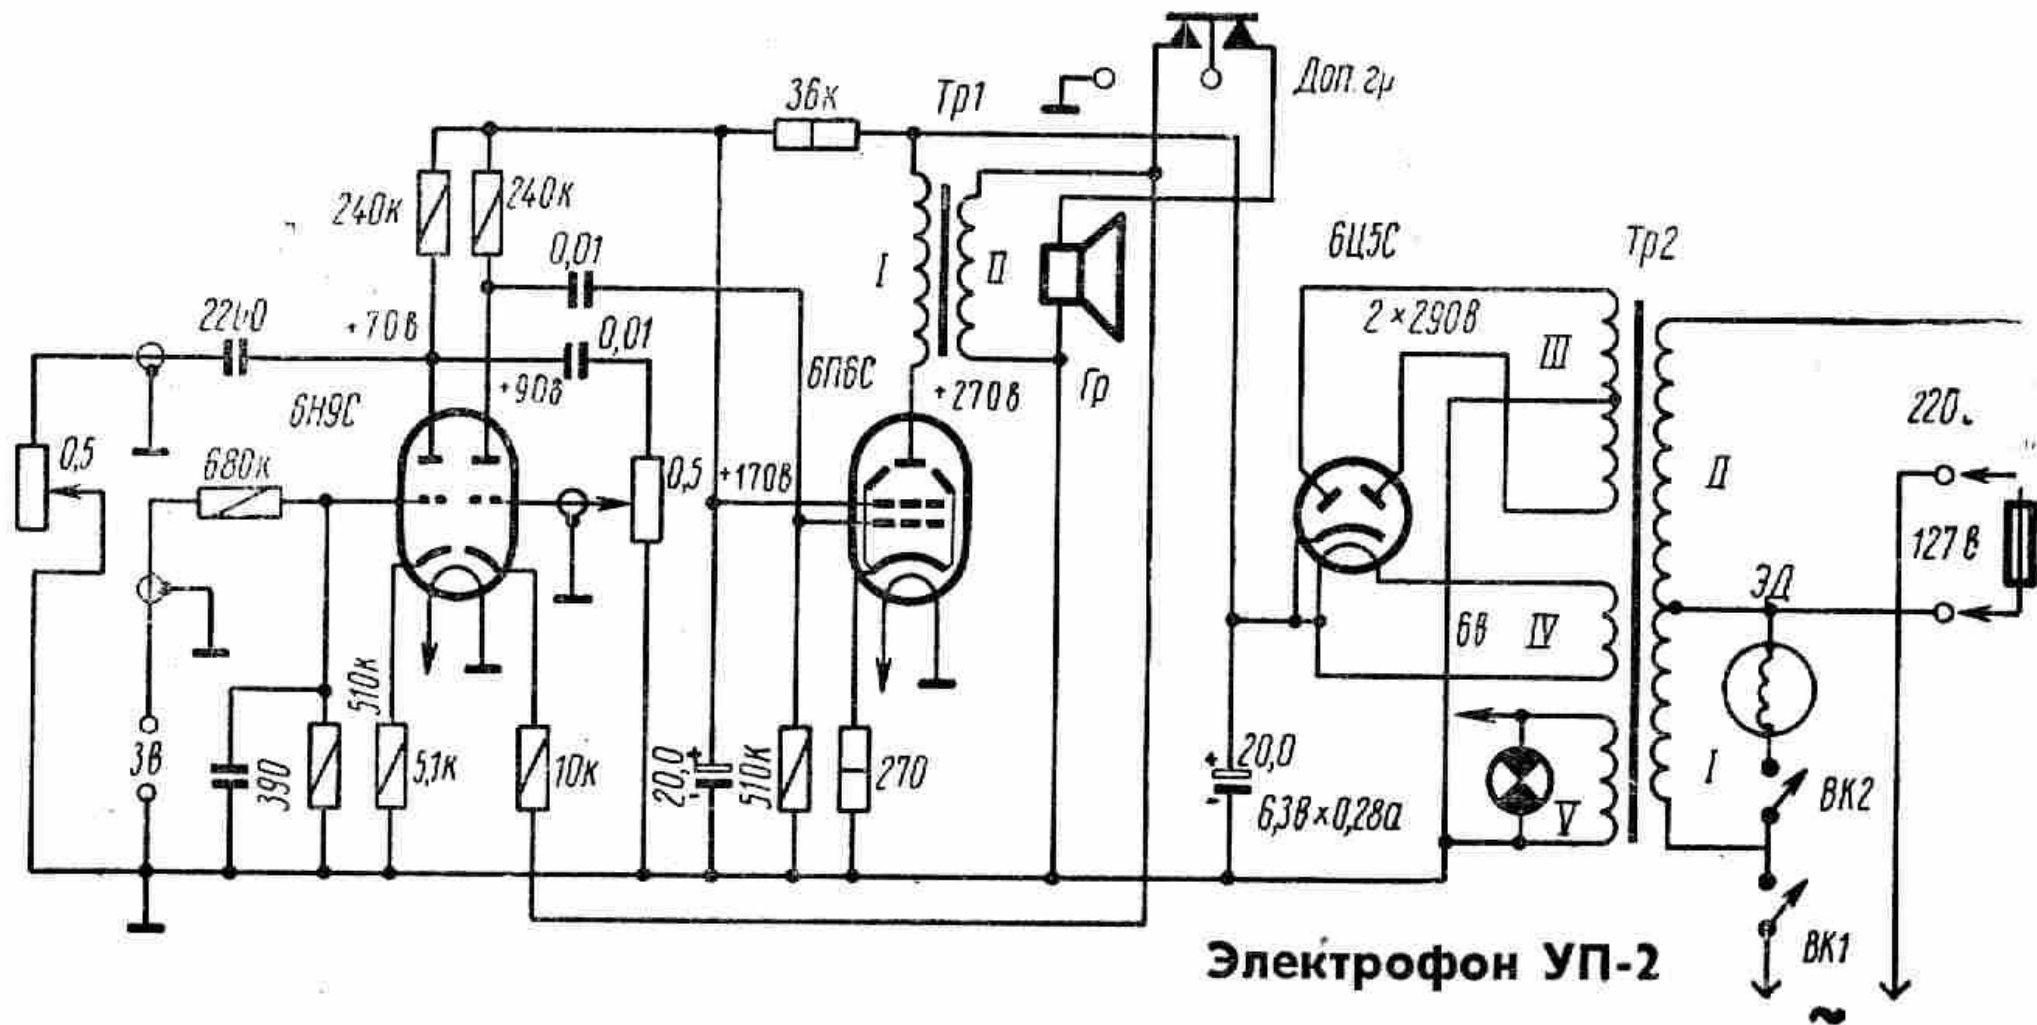 36к
Тр1
Доп. гр
240к
240к
0,01
I
II
6Ц5С
Тр2
2×290в
III
+70в
0,01
6Н9С
+90в
6П6С
+270в
Гр
220
II
0,5
680к
0,5
+170в
127в
ЭД
6в
IV
510к
3в
390
5,1к
10к
20,0
+
-
510к
270
+
-
20,0
6,3в×0,28а
V
I
ВК2
ВК1
Электрофон УП-2
~